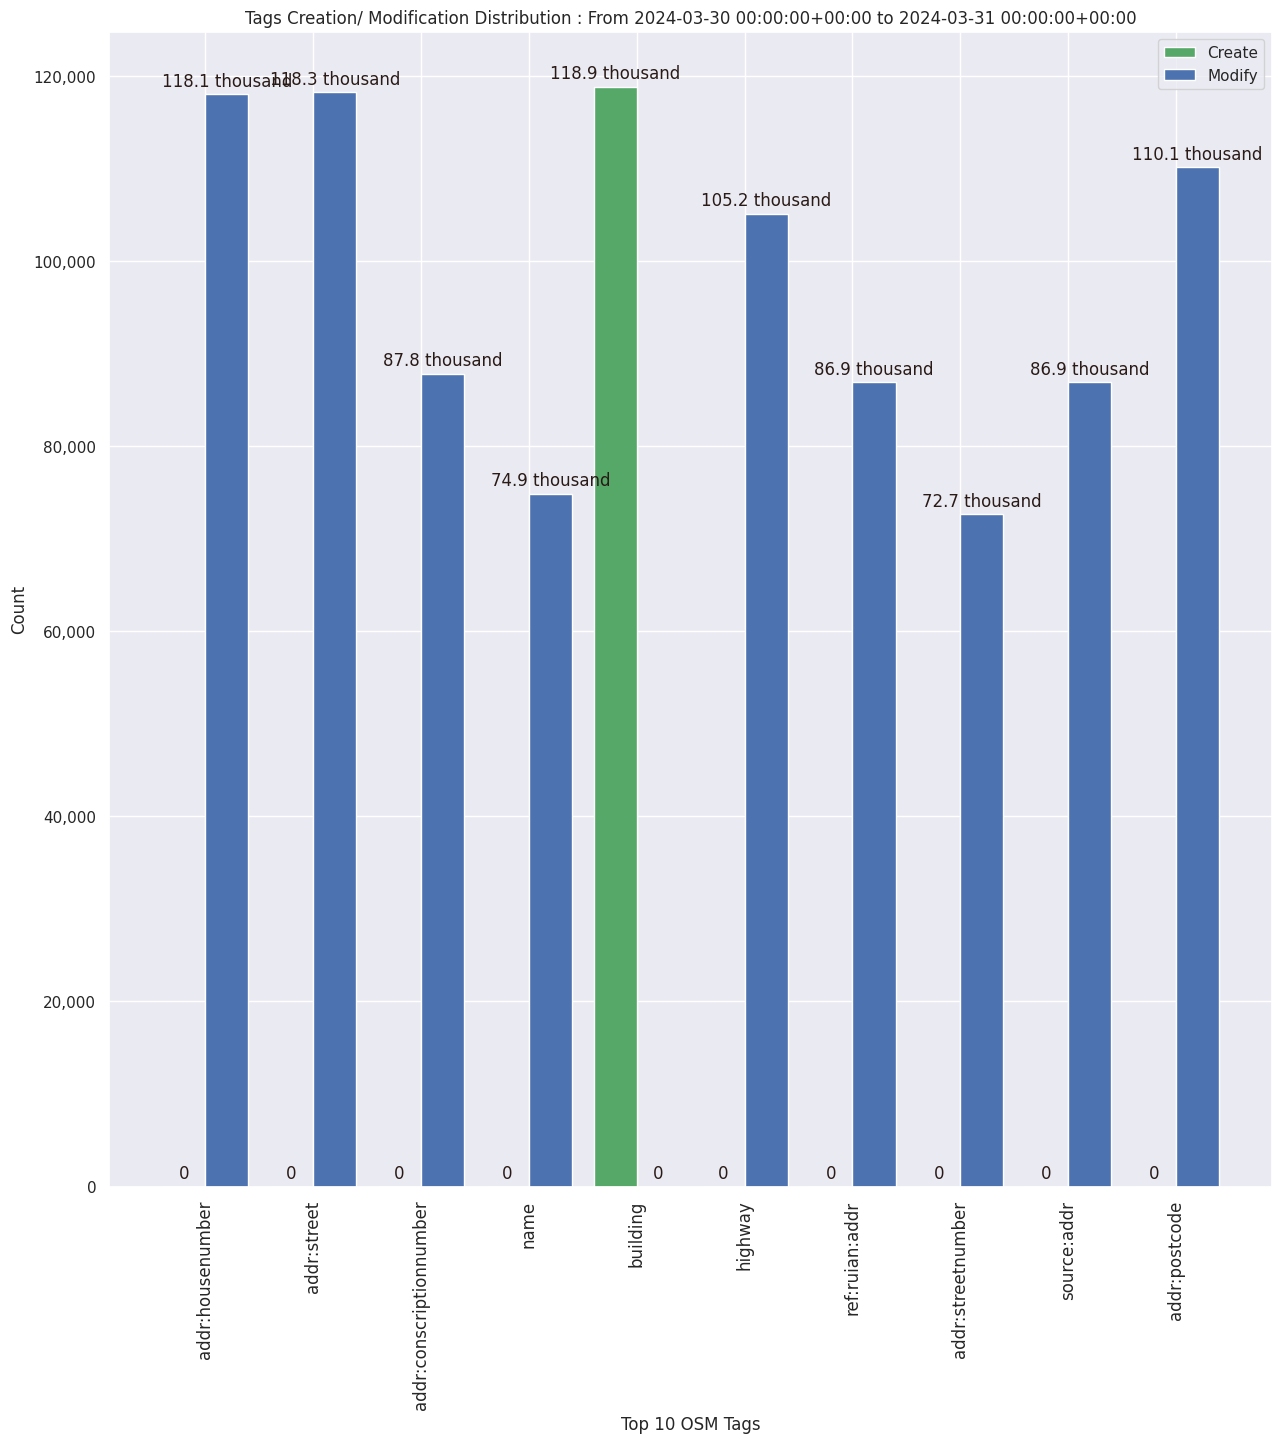 Tags Creation/ Modification Distribution : From 2024-03-30 00:00:00+00:00 to 2024-03-31 00:00:00+00:00
Create
Modify
120,000
100,000
80,000
60,000
40,000
20,000
0
Count
118.1 thousand
118.3 thousand
87.8 thousand
74.9 thousand
118.9 thousand
105.2 thousand
86.9 thousand
72.7 thousand
86.9 thousand
110.1 thousand
0
0
0
0
0
0
0
0
0
0
addr:housenumber
addr:street
addr:conscriptionnumber
name
building
highway
ref:ruian:addr
addr:streetnumber
source:addr
addr:postcode
Top 10 OSM Tags